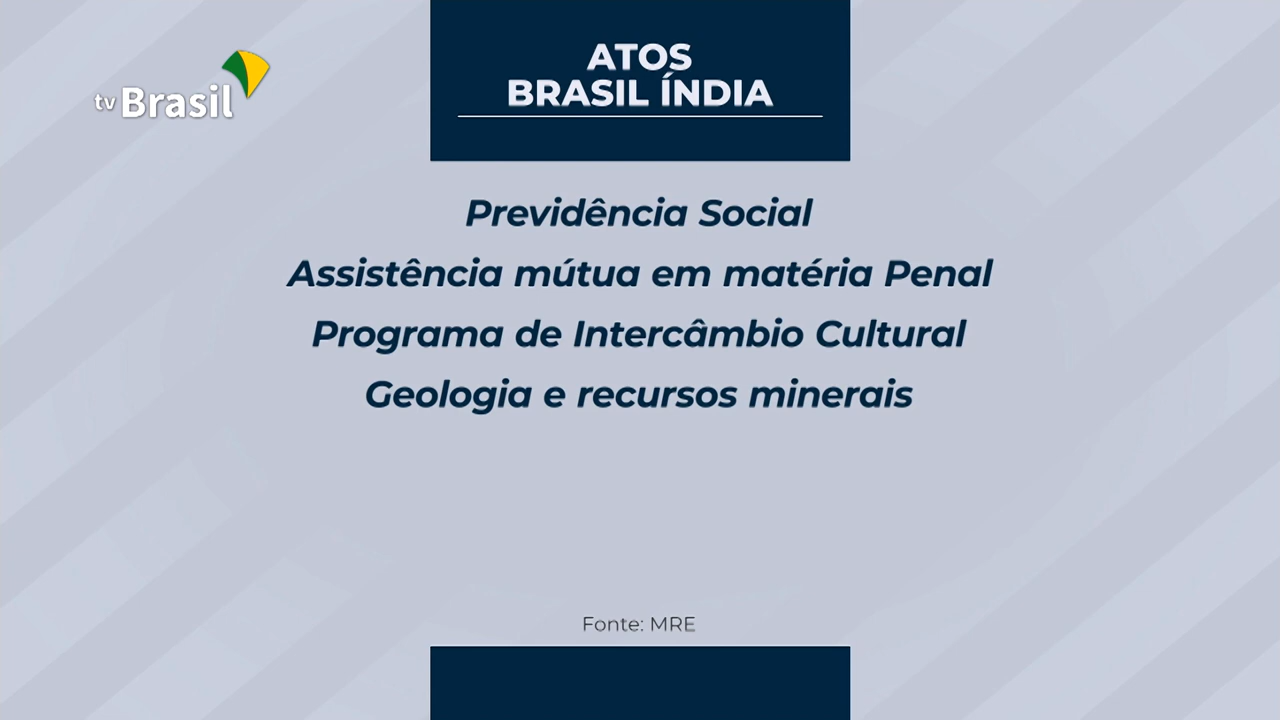 tv Brasil
ATOS
BRASIL ÍNDIA
Previdência Social
Assistência mútua em matéria Penal
Programa de Intercâmbio Cultural
Geologia e recursos minerais
Fonte: MRE